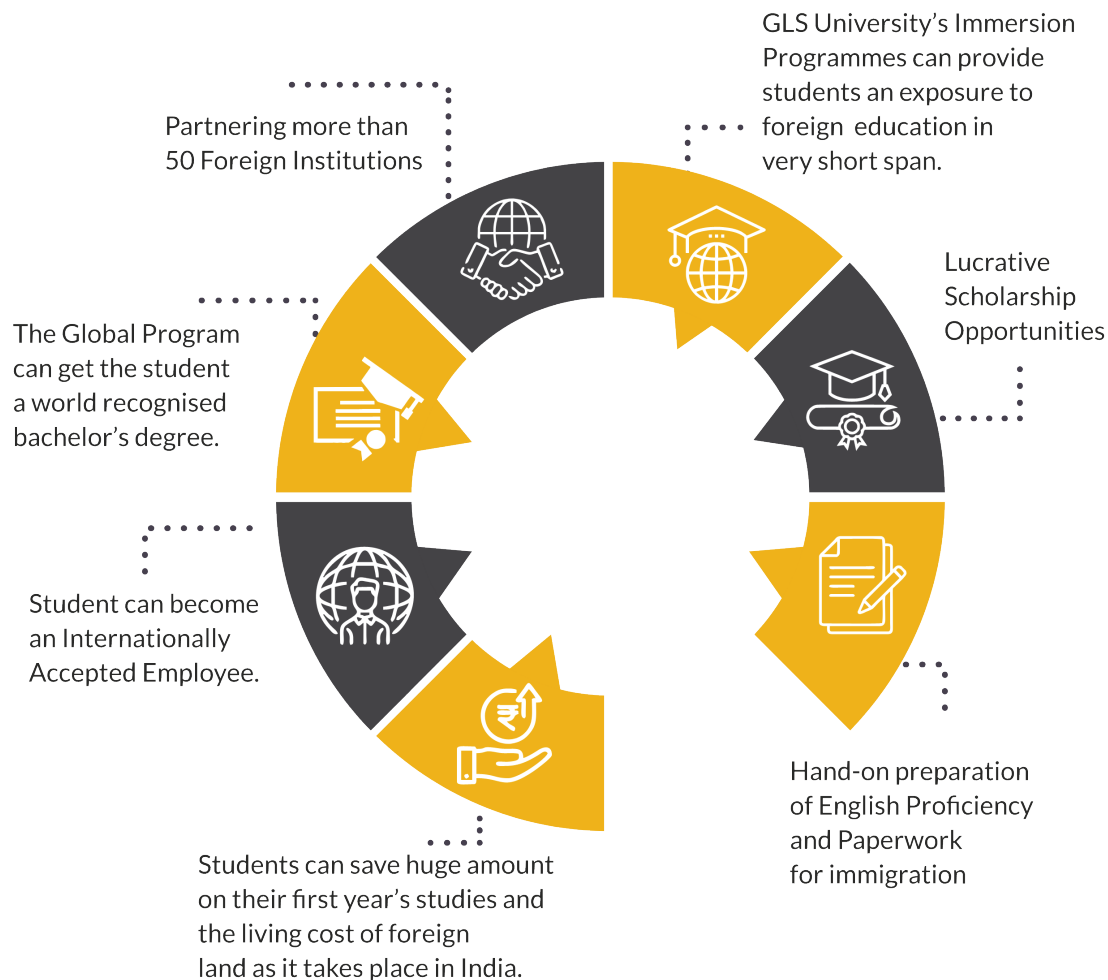 GLS University’s Immersion
Programmes can provide
students an exposure to
foreign education in
very short span.
Partnering more than
50 Foreign Institutions
Lucrative
Scholarship
Opportunities
The Global Program
can get the student
a world recognised
bachelor’s degree.
Student can become
an Internationally
Accepted Employee.
₹
Hand-on preparation
of English Proficiency
and Paperwork
for immigration
Students can save huge amount
on their first year’s studies and
the living cost of foreign
land as it takes place in India.